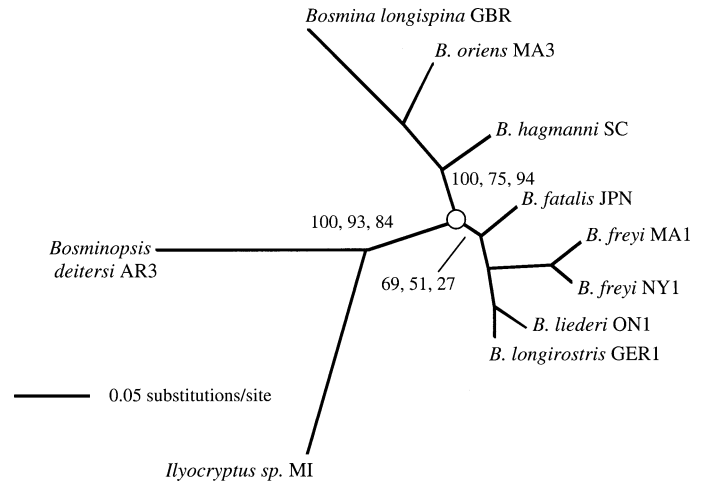 Bosmina longispina GBR
B. oriens MA3
B. hagmanni SC
100, 75, 94
B. fatalis JPN
100, 93, 84
B. freyi MA1
Bosminopsis
deitersi AR3
69, 51, 27
B. freyi NY1
B. liederi ON1
B. longirostris GER1
0.05 substitutions/site
Ilyocryptus sp. MI